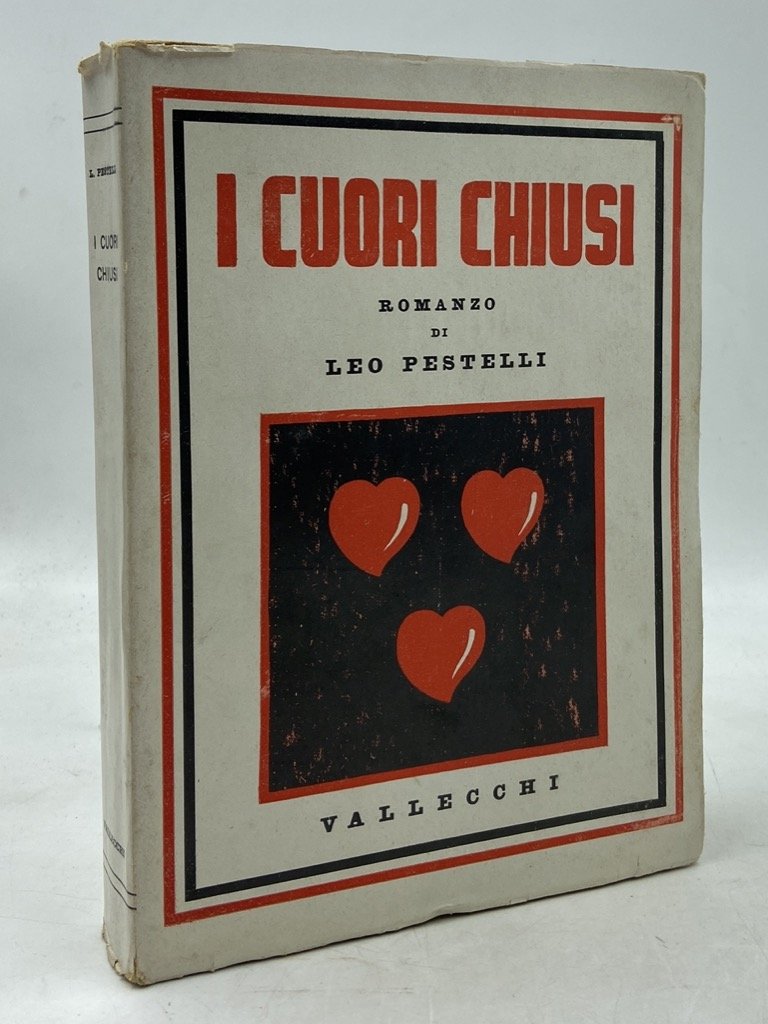 I CUORI CHIUSI
ROMANZO
DI
LEO PESTELLI
VALLECCHI
L. PESTELLI
I CUORI
CHIUSI